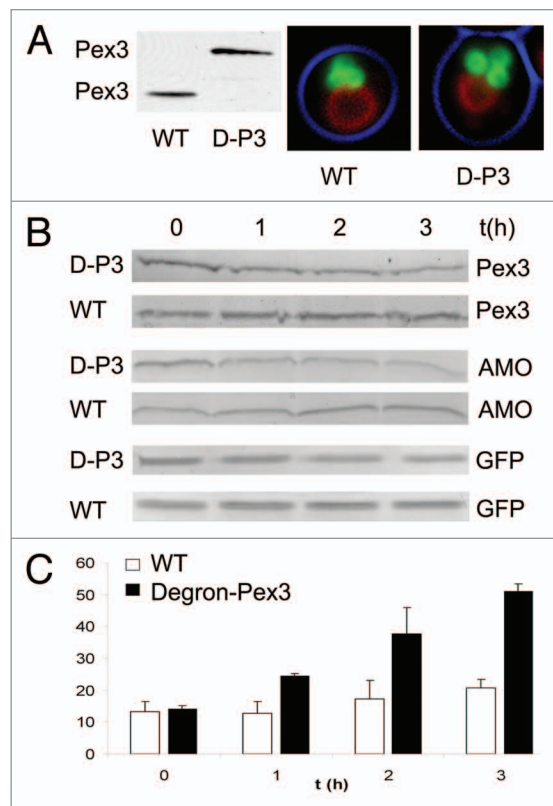 A
Pex3
Pex3
WT D-P3
WT
D-P3
B
0 1 2 3 t(h)
D-P3 Pex3
WT Pex3
D-P3 AMO
WT AMO
D-P3 GFP
WT GFP
C
60
50
40
30
20
10
0
WT
Degron-Pex3
0 1 2 3
t (h)